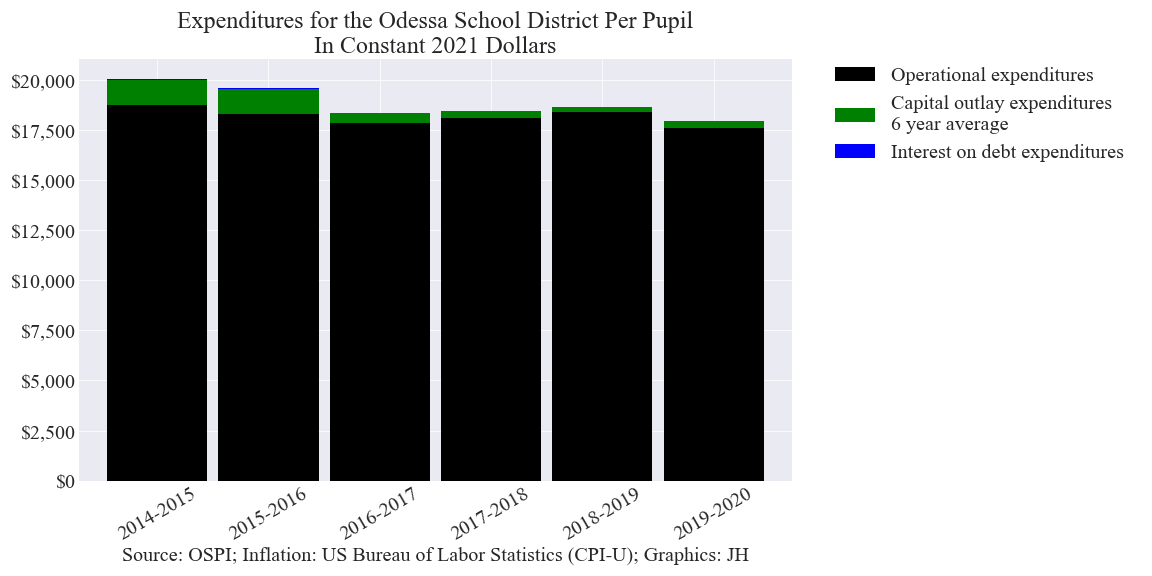 Expenditures for the Odessa School District Per Pupil
In Constant 2021 Dollars
$20,000
$17,500
$15,000
$12,500
$10,000
$7,500
$5,000
$2,500
$0
2014-2015
2015-2016
2016-2017
2017-2018
2018-2019
2019-2020
Operational expenditures
Capital outlay expenditures
6 year average
Interest on debt expenditures
Source: OSPI; Inflation: US Bureau of Labor Statistics (CPI-U); Graphics: JH